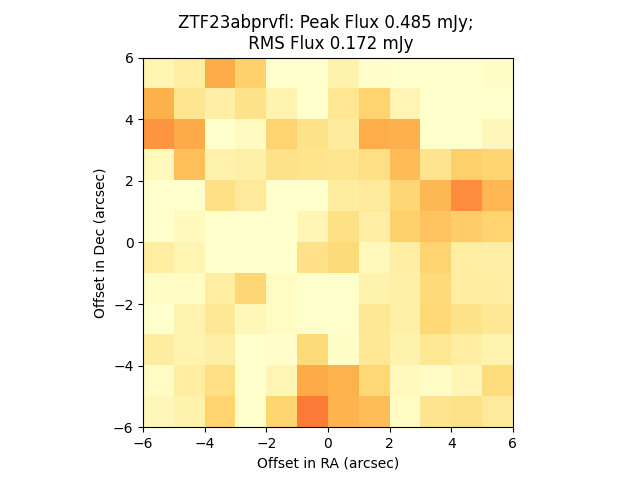 ZTF23abprvfl: Peak Flux 0.485 mJy;
RMS Flux 0.172 mJy
6
4
2
0
−2
−4
−6
Offset in Dec (arcsec)
−6 −4 −2 0 2 4 6
Offset in RA (arcsec)